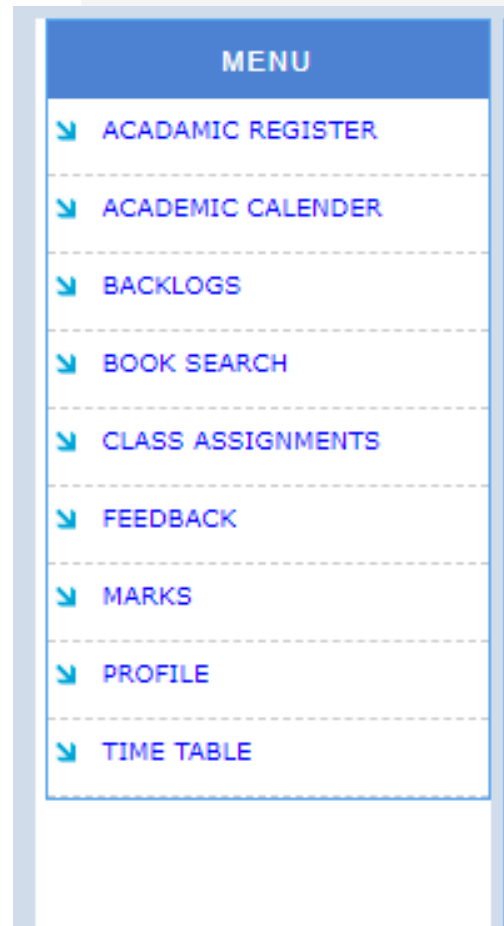 MENU
ACADAMIC REGISTER
ACADEMIC CALENDER
BACKLOGS
BOOK SEARCH
CLASS ASSIGNMENTS
FEEDBACK
MARKS
PROFILE
TIME TABLE